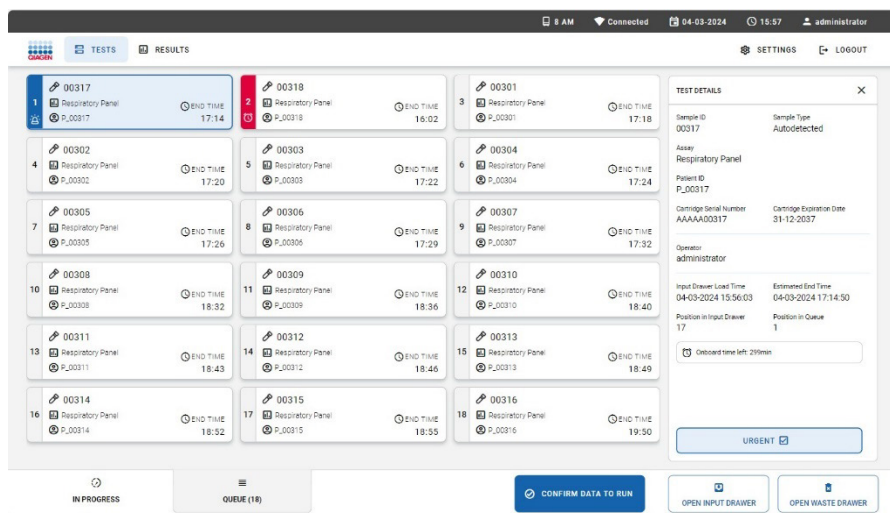 8 AM Connected 04-03-2024 15:57 administrator
QIAGEN TESTS RESULTS SETTINGS LOGOUT
1 00317 Respiratory Panel P_00317 END TIME 17:14
2 00318 Respiratory Panel P_00318 END TIME 16:02
3 00301 Respiratory Panel P_00301 END TIME 17:18
4 00302 Respiratory Panel P_00302 END TIME 17:20
5 00303 Respiratory Panel P_00303 END TIME 17:22
6 00304 Respiratory Panel P_00304 END TIME 17:24
7 00305 Respiratory Panel P_00305 END TIME 17:26
8 00306 Respiratory Panel P_00306 END TIME 17:29
9 00307 Respiratory Panel P_00307 END TIME 17:32
10 00308 Respiratory Panel P_00308 END TIME 18:32
11 00309 Respiratory Panel P_00309 END TIME 18:36
12 00310 Respiratory Panel P_00310 END TIME 18:40
13 00311 Respiratory Panel P_00311 END TIME 18:43
14 00312 Respiratory Panel P_00312 END TIME 18:46
15 00313 Respiratory Panel P_00313 END TIME 18:49
16 00314 Respiratory Panel P_00314 END TIME 18:52
17 00315 Respiratory Panel P_00315 END TIME 18:55
18 00316 Respiratory Panel P_00316 END TIME 19:50
TEST DETAILS
Sample ID Sample Type
00317 Autodetected
Assay
Respiratory Panel
Patient ID
P_00317
Cartridge Serial Number Cartridge Expiration Date
AAAAA00317 31-12-2037
Operator
administrator
Input Drawer Load Time Estimated End Time
04-03-2024 15:56:03 04-03-2024 17:14:50
Position in Input Drawer Position in Queue
17 1
Onboard time left: 299min
URGENT
IN PROGRESS QUEUE (18) CONFIRM DATA TO RUN OPEN INPUT DRAWER OPEN WASTE DRAWER